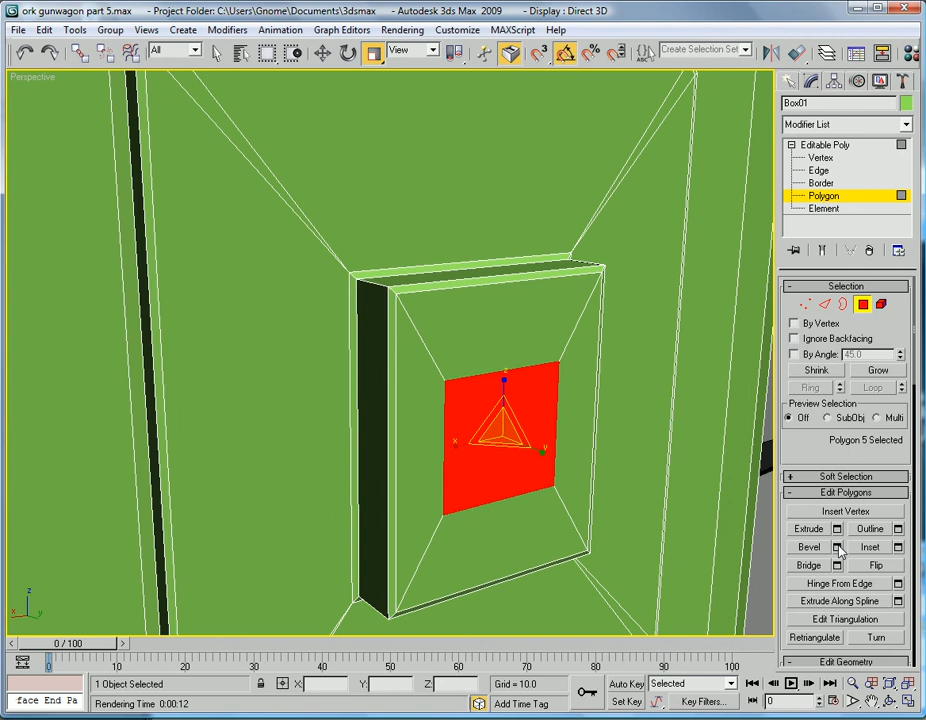 ork gunwagon part 5.max - Project Folder: C:\Users\Gnome\Documents\3dsmax - Autodesk 3ds Max 2009 - Display : Direct 3D
File Edit Tools Group Views Create Modifiers Animation Graph Editors Rendering Customize MAXScript Help
All View 3 Create Selection Set
Perspective
Box01
Modifier List
Editable Poly
Vertex
Edge
Border
Polygon
Element
- Selection
By Vertex
Ignore Backfacing
By Angle: 45.0
Shrink Grow
Ring Loop
Preview Selection
Off SubObj Multi
Polygon 5 Selected
+ Soft Selection
- Edit Polygons
Insert Vertex
Extrude Outline
Bevel Inset
Bridge Flip
Hinge From Edge
Extrude Along Spline
Edit Triangulation
Retriangulate Turn
Edit Geometry
z
x y
z
x y
< 0 / 100 >
0 10 20 30 40 50 60 70 80 90 100
1 Object Selected X: Y: Z: Grid = 10.0 Auto Key Selected
face End Pa Rendering Time 0:00:12 Add Time Tag Set Key Key Filters... 0